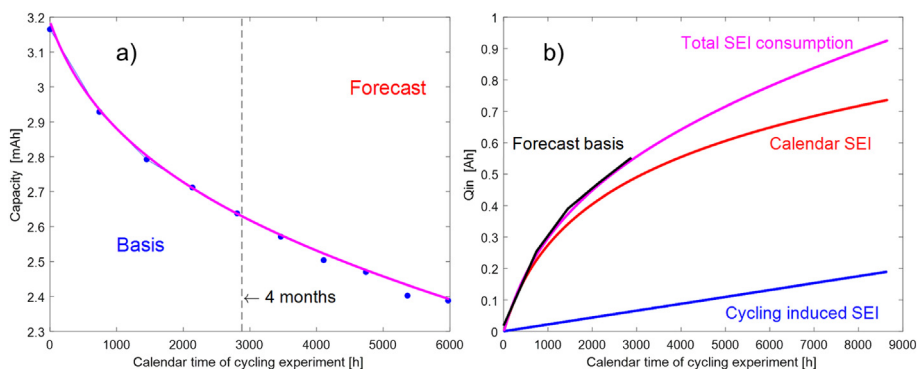 a)
Forecast
Basis
← 4 months
3.2
3.1
3
2.9
2.8
2.7
2.6
2.5
2.4
2.3
Capacity [mAh]
0 1000 2000 3000 4000 5000 6000
Calendar time of cycling experiment [h]
b)
Total SEI consumption
Calendar SEI
Forecast basis
Cycling induced SEI
1
0.9
0.8
0.7
0.6
0.5
0.4
0.3
0.2
0.1
0
Qin [Ah]
0 1000 2000 3000 4000 5000 6000 7000 8000 9000
Calendar time of cycling experiment [h]